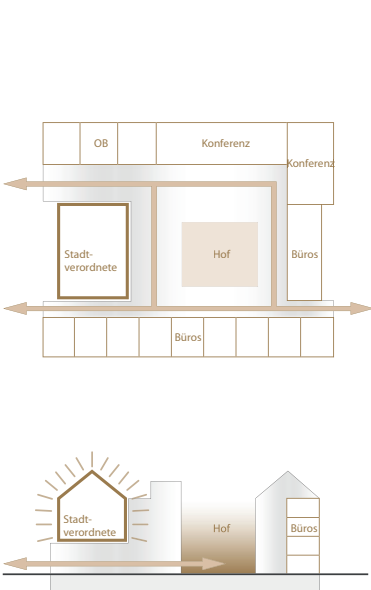 OB
Konferenz
Konferenz
Stadt-
verordnete
Hof
Büros
Büros
Stadt-
verordnete
Hof
Büros